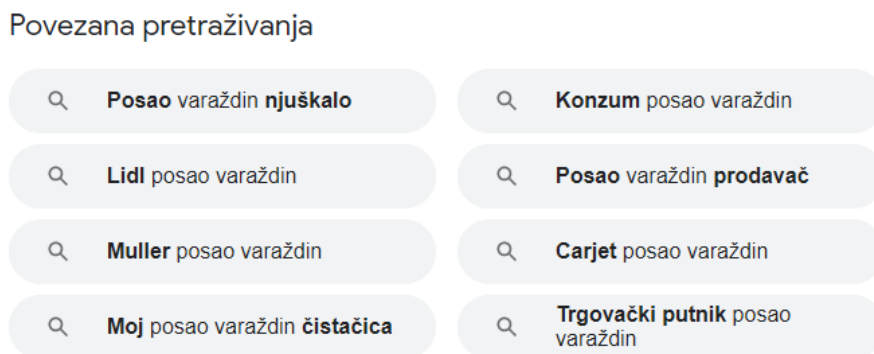 Povezana pretraživanja
Posao varaždin njuškalo
Konzum posao varaždin
Lidl posao varaždin
Posao varaždin prodavač
Muller posao varaždin
Carjet posao varaždin
Moj posao varaždin čistačica
Trgovački putnik posao
varaždin